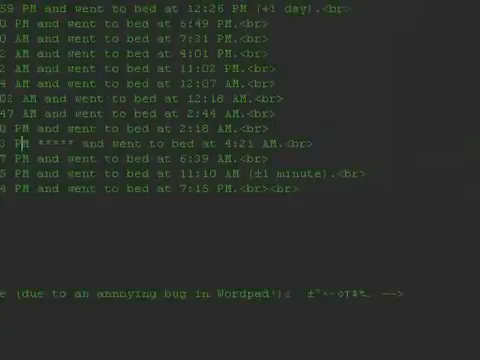 59 PM and went to bed at 12:26 PM (+1 day).<br>
0 PM and went to bed at 6:49 PM.<br>
0 AM and went to bed at 7:31 PM.<br>
2 AM and went to bed at 4:01 PM.<br>
2 AM and went to bed at 11:02 PM.<br>
4 AM and went to bed at 12:07 AM.<br>
02 AM and went to bed at 12:18 AM.<br>
47 AM and went to bed at 2:44 AM.<br>
0 PM and went to bed at 2:18 AM.<br>
3 PM ***** and went to bed at 4:21 AM.<br>
7 PM and went to bed at 6:39 AM.<br>
5 PM and went to bed at 11:10 AM (±1 minute).<br>
4 PM and went to bed at 7:15 PM.<br><br>
e (due to an annoying bug in Wordpad!): -->